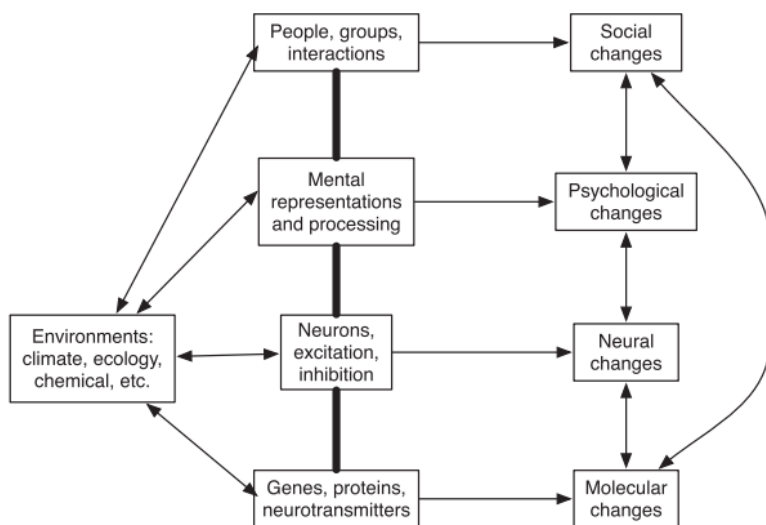 People, groups,
interactions
Social
changes
Mental
representations
and processing
Psychological
changes
Environments:
climate, ecology,
chemical, etc.
Neurons,
excitation,
inhibition
Neural
changes
Genes, proteins,
neurotransmitters
Molecular
changes